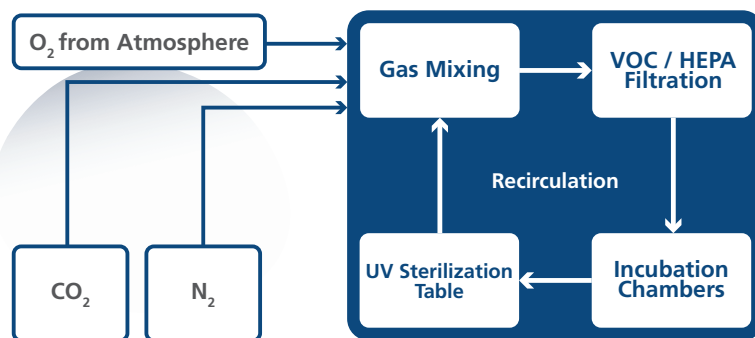 O₂ from Atmosphere
Gas Mixing
VOC / HEPA
Filtration
Recirculation
UV Sterilization
Table
Incubation
Chambers
CO₂
N₂